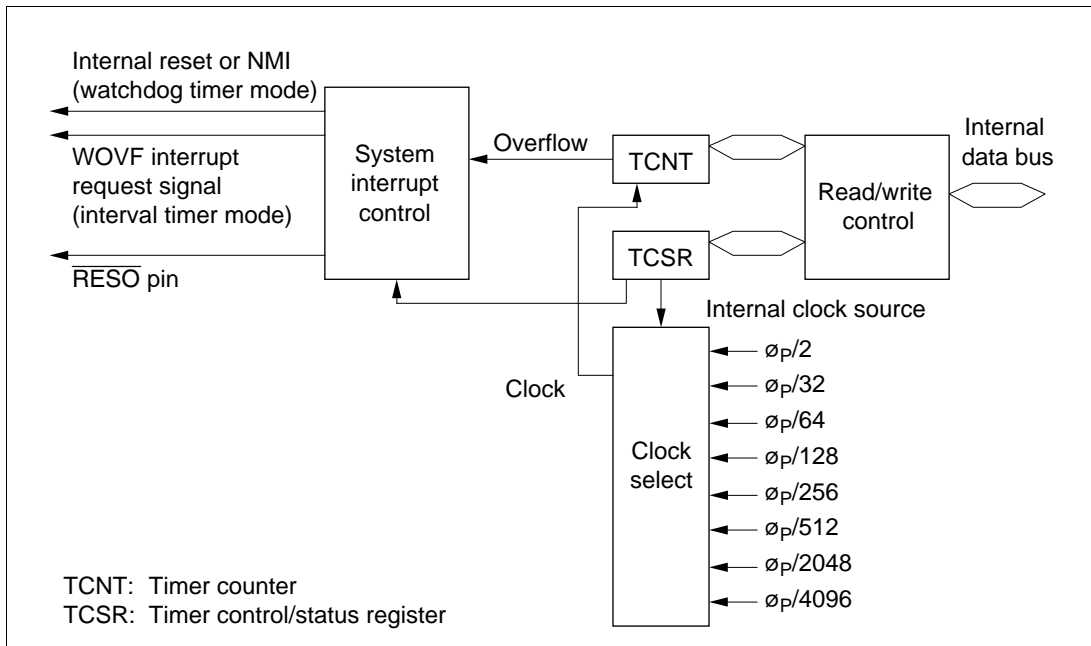 Internal reset or NMI
(watchdog timer mode)
WOVF interrupt
request signal
(interval timer mode)
RESO pin
System
interrupt
control
Overflow
TCNT
TCSR
Read/write
control
Internal
data bus
Internal clock source
Clock
Clock
select
øP/2
øP/32
øP/64
øP/128
øP/256
øP/512
øP/2048
øP/4096
TCNT: Timer counter
TCSR: Timer control/status register